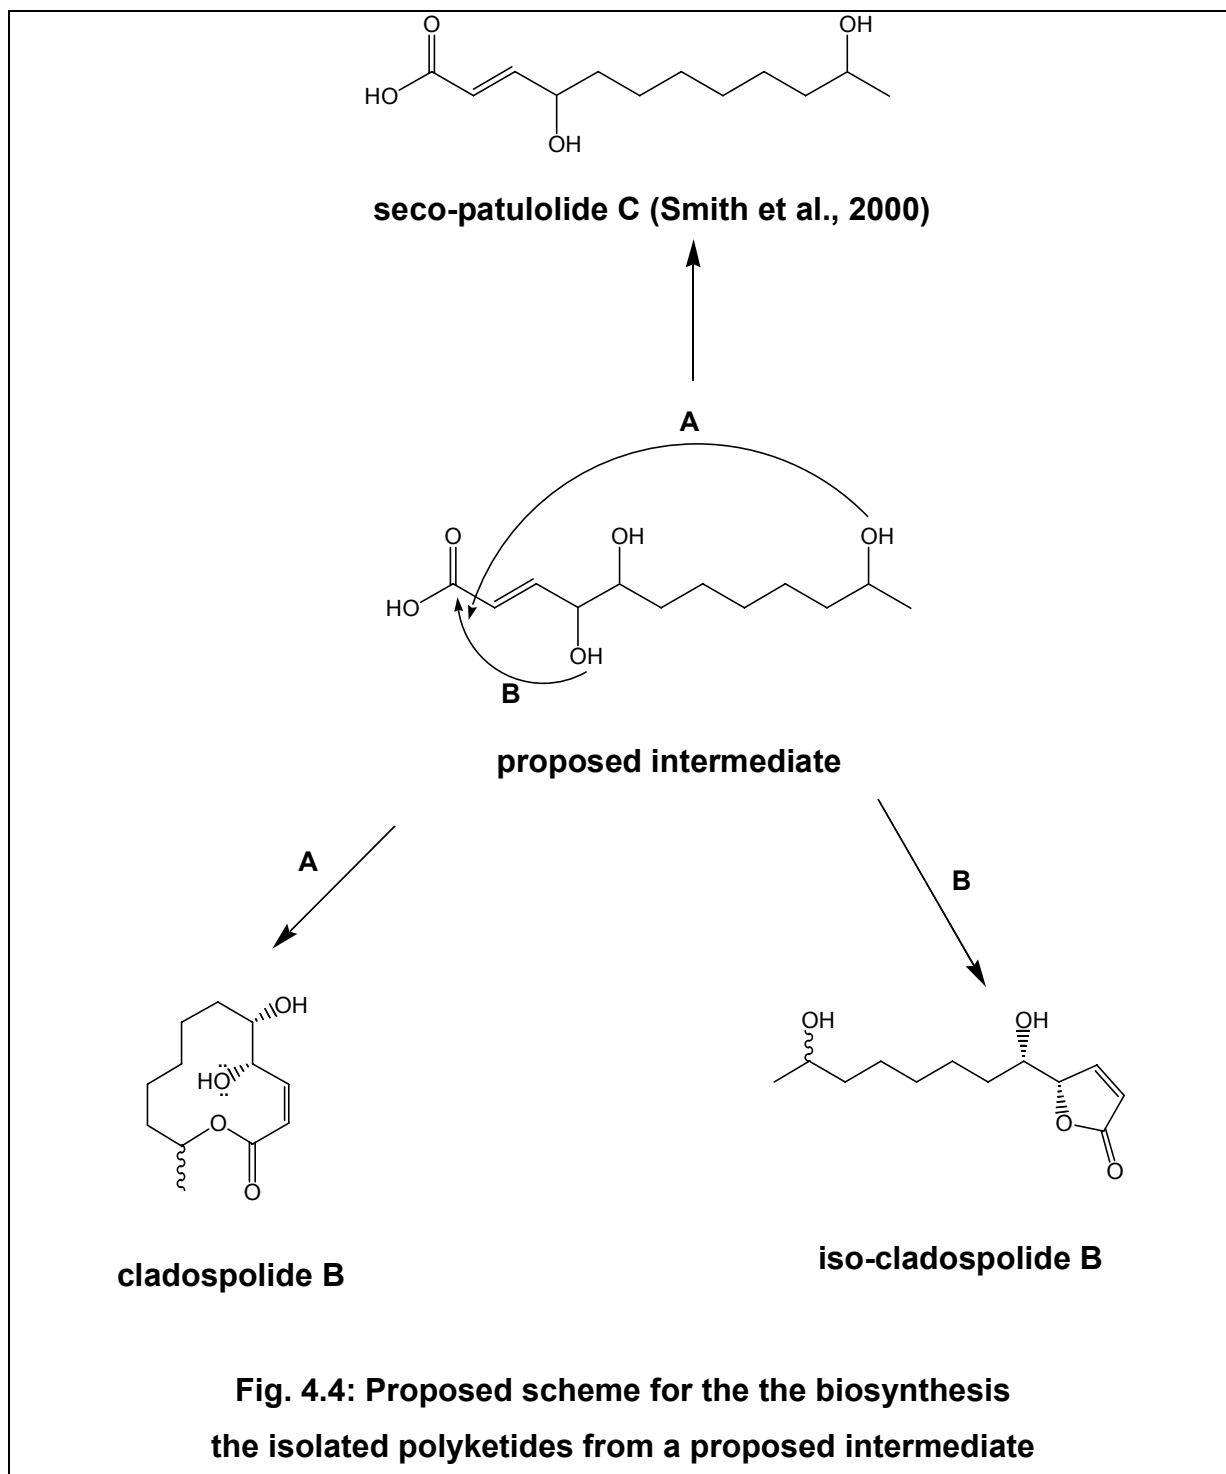 O
OH
HO
OH
seco-patulolide C (Smith et al., 2000)
A
O
OH
OH
HO
OH
B
proposed intermediate
A
B
OH
HO
O
O
OH
OH
O
O
cladospolide B
iso-cladospolide B
Fig. 4.4: Proposed scheme for the the biosynthesis
the isolated polyketides from a proposed intermediate